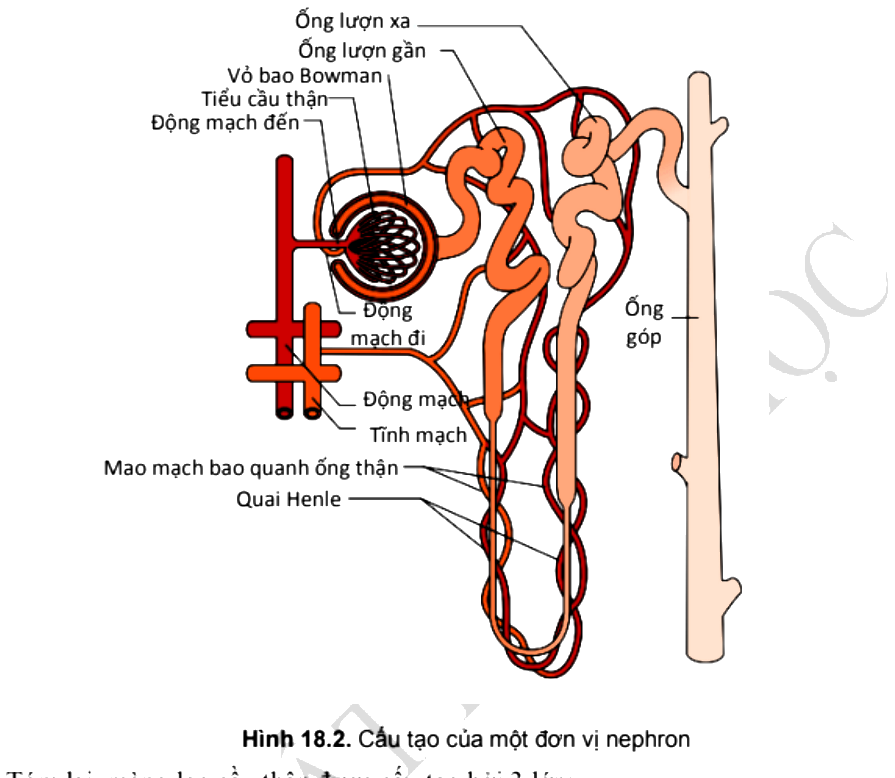 Ống lượn xa
Ống lượn gần
Vỏ bao Bowman
Tiểu cầu thận
Động mạch đến
Động
mạch đi
Ống
góp
Động mạch
Tĩnh mạch
Mao mạch bao quanh ống thận
Quai Henle
Hình 18.2. Cấu tạo của một đơn vị nephron